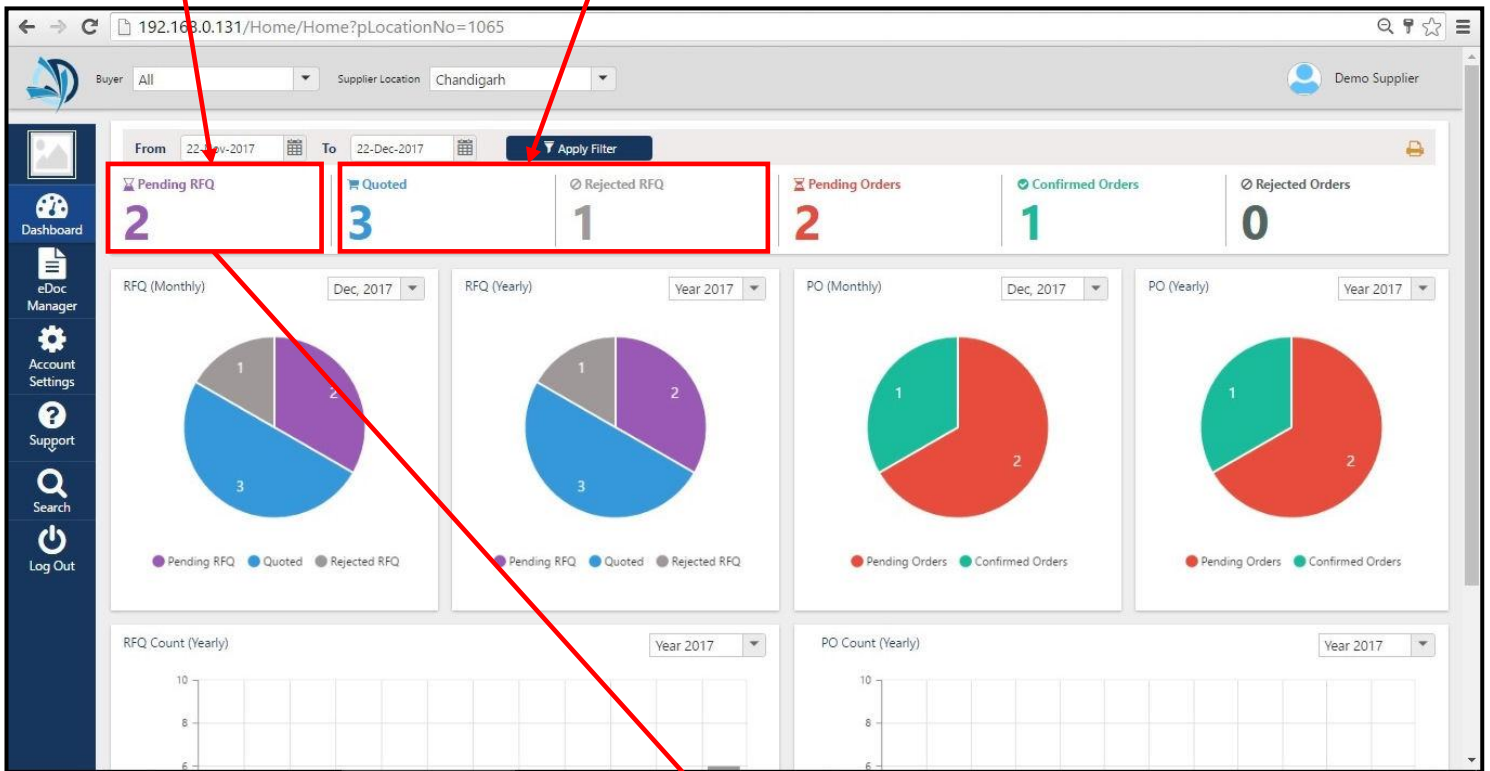 192.168.0.131/Home/Home?pLocationNo=1065
Buyer All Supplier Location Chandigarh Demo Supplier
From 22-Nov-2017 To 22-Dec-2017 Apply Filter
Pending RFQ Quoted Rejected RFQ Pending Orders Confirmed Orders Rejected Orders
2 3 1 2 1 0
Dashboard
eDoc
Manager
Account
Settings
Support
Search
Log Out
RFQ (Monthly) Dec, 2017 RFQ (Yearly) Year 2017 PO (Monthly) Dec, 2017 PO (Yearly) Year 2017
1 2 1 2 1 1
2 2
3 3
Pending RFQ Quoted Rejected RFQ Pending RFQ Quoted Rejected RFQ Pending Orders Confirmed Orders Pending Orders Confirmed Orders
RFQ Count (Yearly) Year 2017 PO Count (Yearly) Year 2017
10 10
8 8
6 6